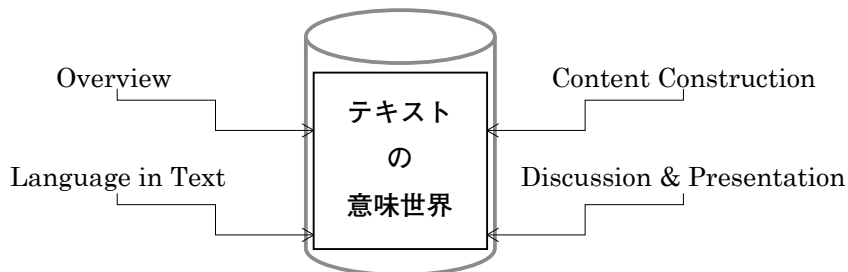 Overview
Content Construction
テキスト
の
意味世界
Language in Text
Discussion & Presentation